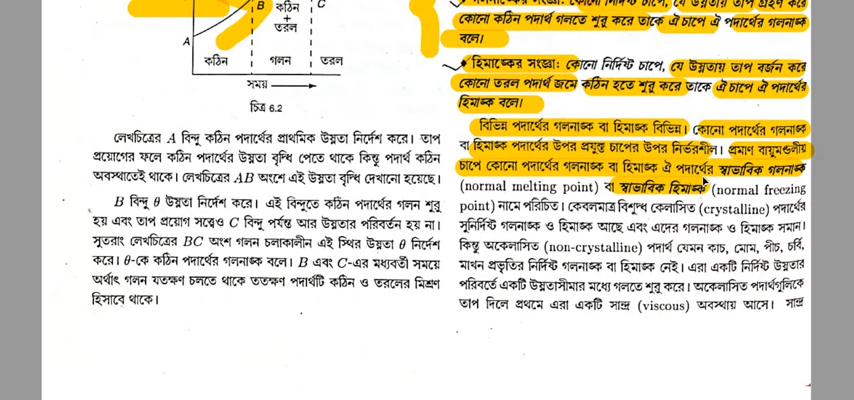 B
কঠিন
+
তরল
C
A
কঠিন
গলন
তরল
সময়
চিত্র 6.2
লেখচিত্রের A বিন্দু কঠিন পদার্থের প্রাথমিক উষ্ণতা নির্দেশ করে। তাপ
প্রয়োগের ফলে কঠিন পদার্থের উষ্ণতা বৃদ্ধি পেতে থাকে কিন্তু পদার্থ কঠিন
অবস্থাতেই থাকে। লেখচিত্রের AB অংশে এই উষ্ণতা বৃদ্ধি দেখানো হয়েছে।
B বিন্দু θ উষ্ণতা নির্দেশ করে। এই বিন্দুতে কঠিন পদার্থের গলন শুরু
হয় এবং তাপ প্রয়োগ সত্ত্বেও C বিন্দু পর্যন্ত আর উষ্ণতার পরিবর্তন হয় না।
সুতরাং লেখচিত্রের BC অংশ গলন চলাকালীন এই স্থির উষ্ণতা θ নির্দেশ
করে। θ-কে কঠিন পদার্থের গলনাঙ্ক বলে। B এবং C-এর মধ্যবর্তী সময়ে
অর্থাৎ গলন যতক্ষণ চলতে থাকে ততক্ষণ পদার্থটি কঠিন ও তরলের মিশ্রণ
হিসাবে থাকে।
গলনাঙ্কের সংজ্ঞা: কোনো নির্দিষ্ট চাপে, যে উষ্ণতায় তাপ গ্রহণ করে
কোনো কঠিন পদার্থ গলতে শুরু করে তাকে ঐ চাপে ঐ পদার্থের গলনাঙ্ক
বলে।
হিমাঙ্কের সংজ্ঞা: কোনো নির্দিষ্ট চাপে, যে উষ্ণতায় তাপ বর্জন করে
কোনো তরল পদার্থ জমে কঠিন হতে শুরু করে তাকে ঐ চাপে ঐ পদার্থের
হিমাঙ্ক বলে।
বিভিন্ন পদার্থের গলনাঙ্ক বা হিমাঙ্ক বিভিন্ন। কোনো পদার্থের গলনাঙ্ক
বা হিমাঙ্ক পদার্থের উপর প্রযুক্ত চাপের উপর নির্ভরশীল। প্রমাণ বায়ুমণ্ডলীয়
চাপে কোনো পদার্থের গলনাঙ্ক বা হিমাঙ্ক ঐ পদার্থের স্বাভাবিক গলনাঙ্ক
(normal melting point) বা স্বাভাবিক হিমাঙ্ক (normal freezing
point) নামে পরিচিত। কেবলমাত্র বিশুদ্ধ কেলাসিত (crystalline) পদার্থের
সুনির্দিষ্ট গলনাঙ্ক ও হিমাঙ্ক আছে এবং এদের গলনাঙ্ক ও হিমাঙ্ক সমান।
কিন্তু অকেলাসিত (non-crystalline) পদার্থ যেমন কাচ, মোম, পীচ, চর্বি,
মাখন প্রভৃতির নির্দিষ্ট গলনাঙ্ক বা হিমাঙ্ক নেই। এরা একটি নির্দিষ্ট উষ্ণতার
পরিবর্তে একটি উষ্ণতাসীমার মধ্যে গলতে শুরু করে। অকেলাসিত পদার্থগুলিকে
তাপ দিলে প্রথমে এরা একটি সান্দ্র (viscous) অবস্থায় আসে। সান্দ্র